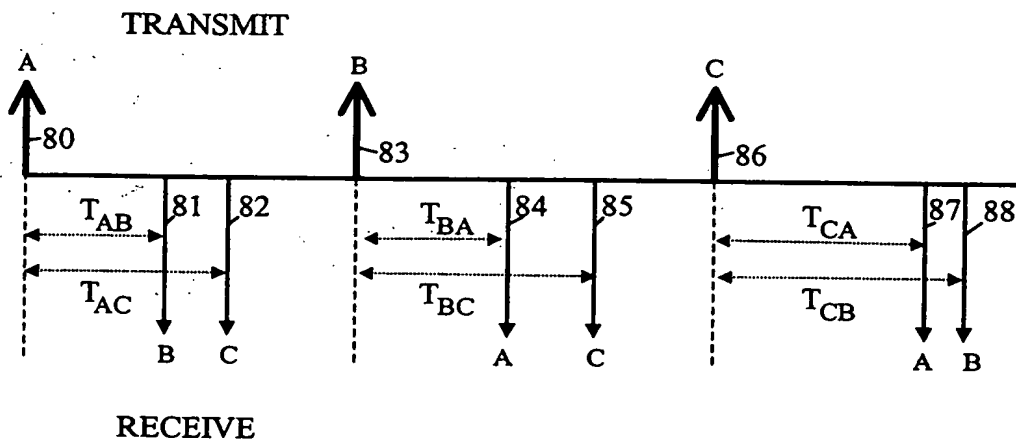 TRANSMIT
A B C
80 83 86
81 82 84 85 87 88
T_AB T_BA T_CA
T_AC T_BC T_CB
B C A C A B
RECEIVE